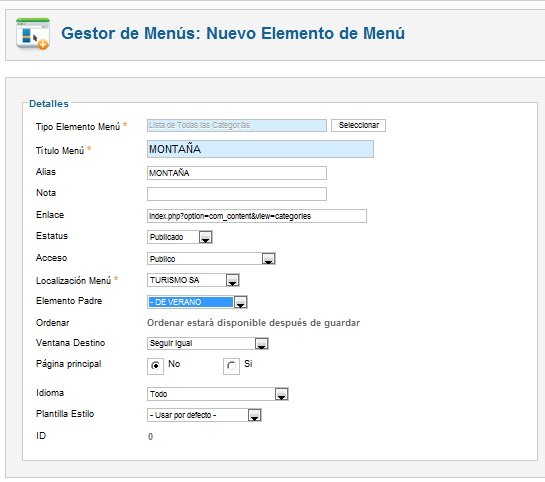 Gestor de Menús: Nuevo Elemento de Menú
Detalles
Tipo Elemento Menú * Lista de Todas las Categorías Seleccionar
Título Menú * MONTAÑA
Alias MONTAÑA
Nota
Enlace index.php?option=com_content&view=categories
Estatus Publicado
Acceso Publico
Localización Menú * TURISMO SA
Elemento Padre - DE VERANO
Ordenar Ordenar estará disponible después de guardar
Ventana Destino Seguir Igual
Página principal No Si
Idioma Todo
Plantilla Estilo - Usar por defecto -
ID 0